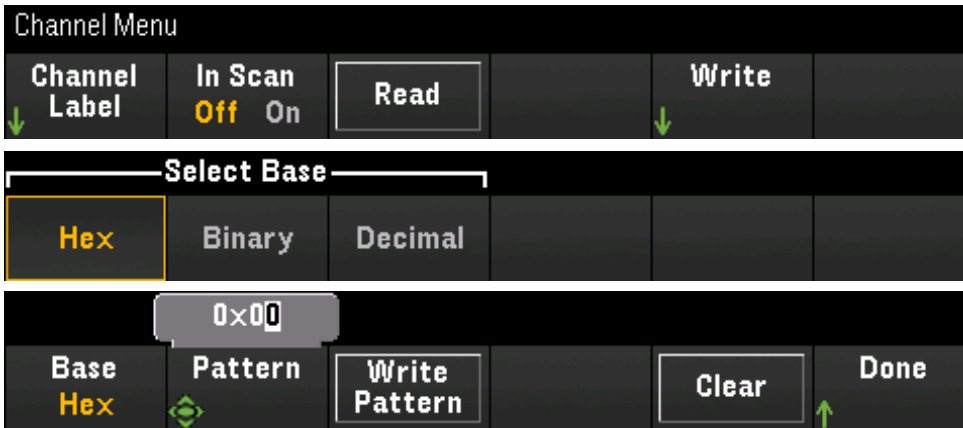 Channel Menu
Channel Label
In Scan
Off On
Read
Write
Select Base
Hex
Binary
Decimal
0x00
Base
Hex
Pattern
Write Pattern
Clear
Done